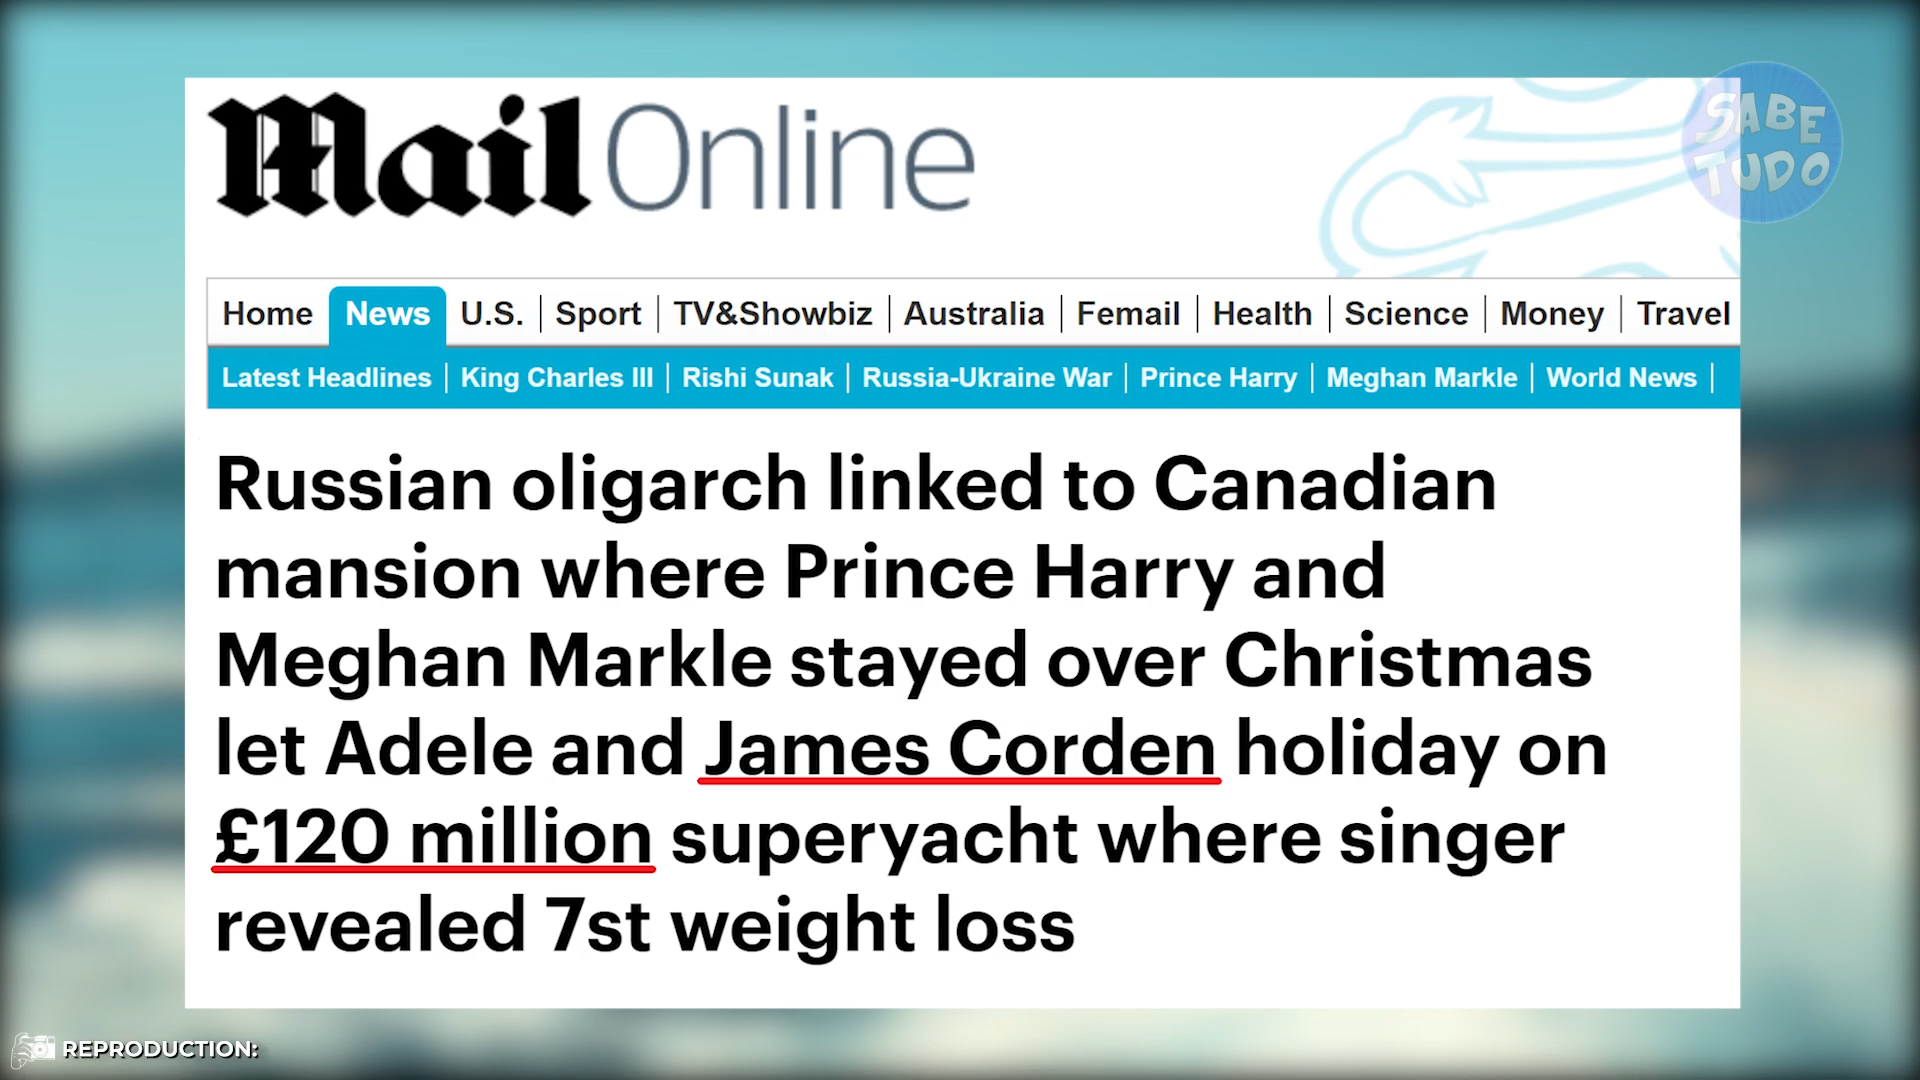 Mail Online
SABE
TUDO
Home News U.S. Sport TV&Showbiz Australia Femail Health Science Money Travel
Latest Headlines King Charles III Rishi Sunak Russia-Ukraine War Prince Harry Meghan Markle World News
Russian oligarch linked to Canadian
mansion where Prince Harry and
Meghan Markle stayed over Christmas
let Adele and James Corden holiday on
£120 million superyacht where singer
revealed 7st weight loss
REPRODUCTION: